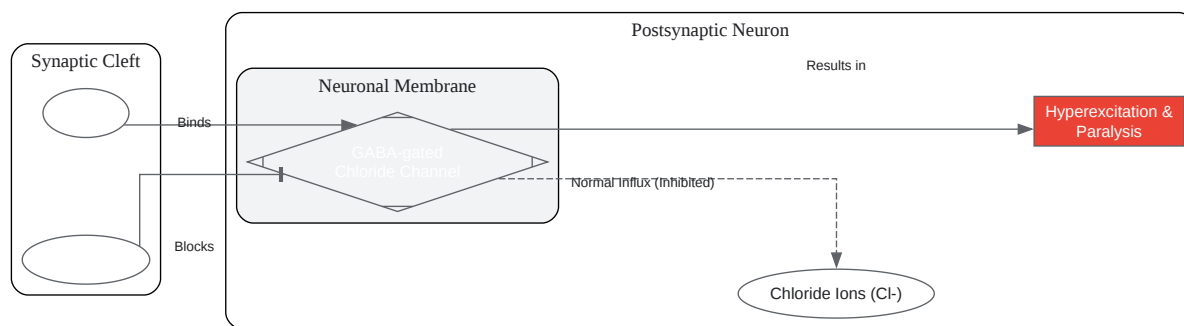 Postsynaptic Neuron
Synaptic Cleft
Results in
Neuronal Membrane
Hyperexcitation &
Paralysis
Binds
GABA-gated
Chloride Channel
Normal Influx (Inhibited)
Blocks
Chloride Ions (Cl-)